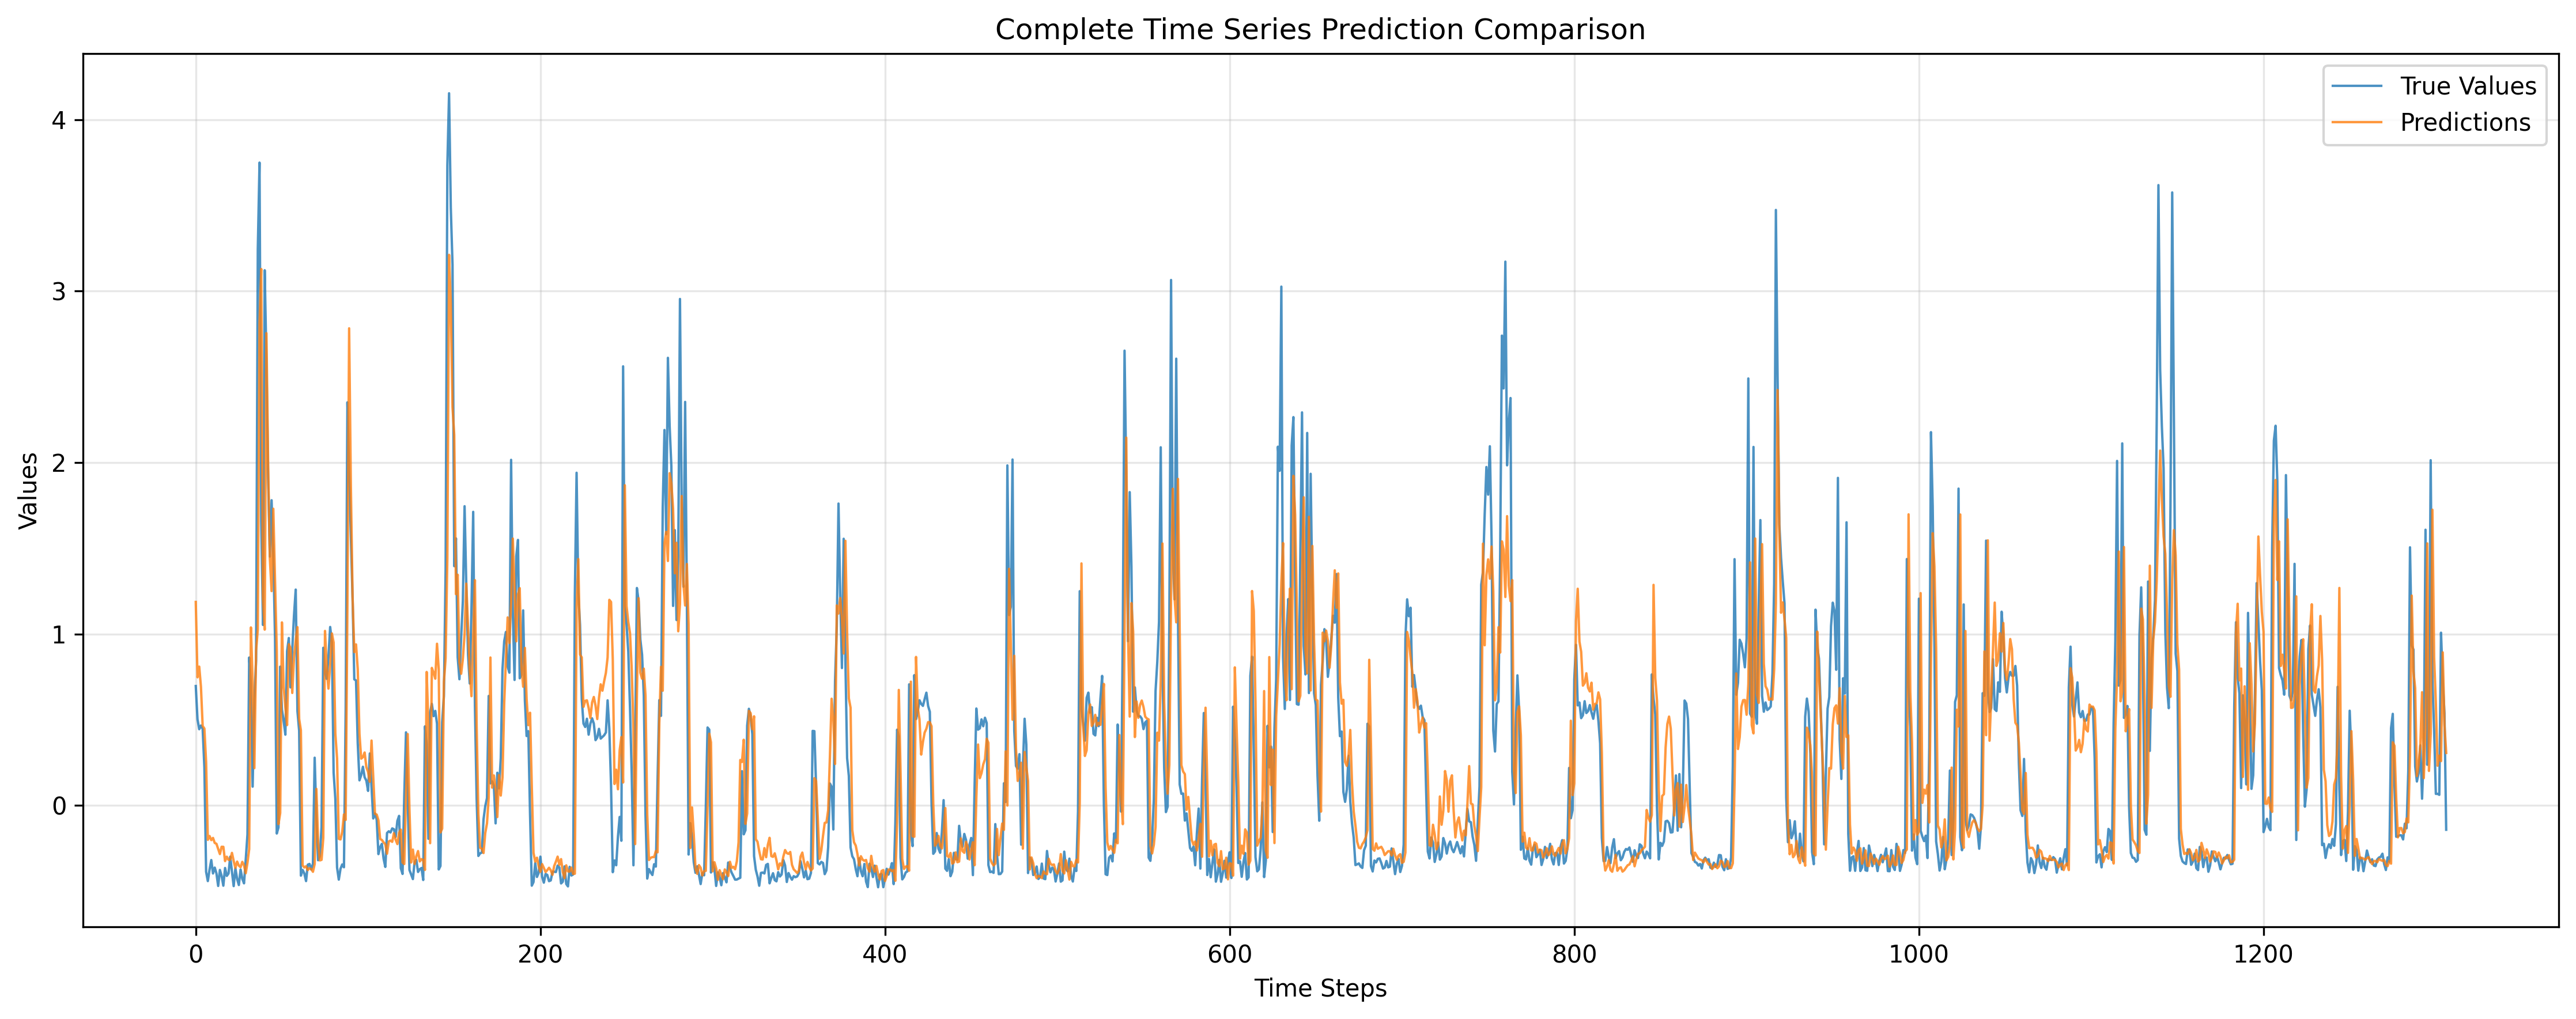 Complete Time Series Prediction Comparison
True Values
Predictions
Values
4
3
2
1
0
0 200 400 600 800 1000 1200
Time Steps